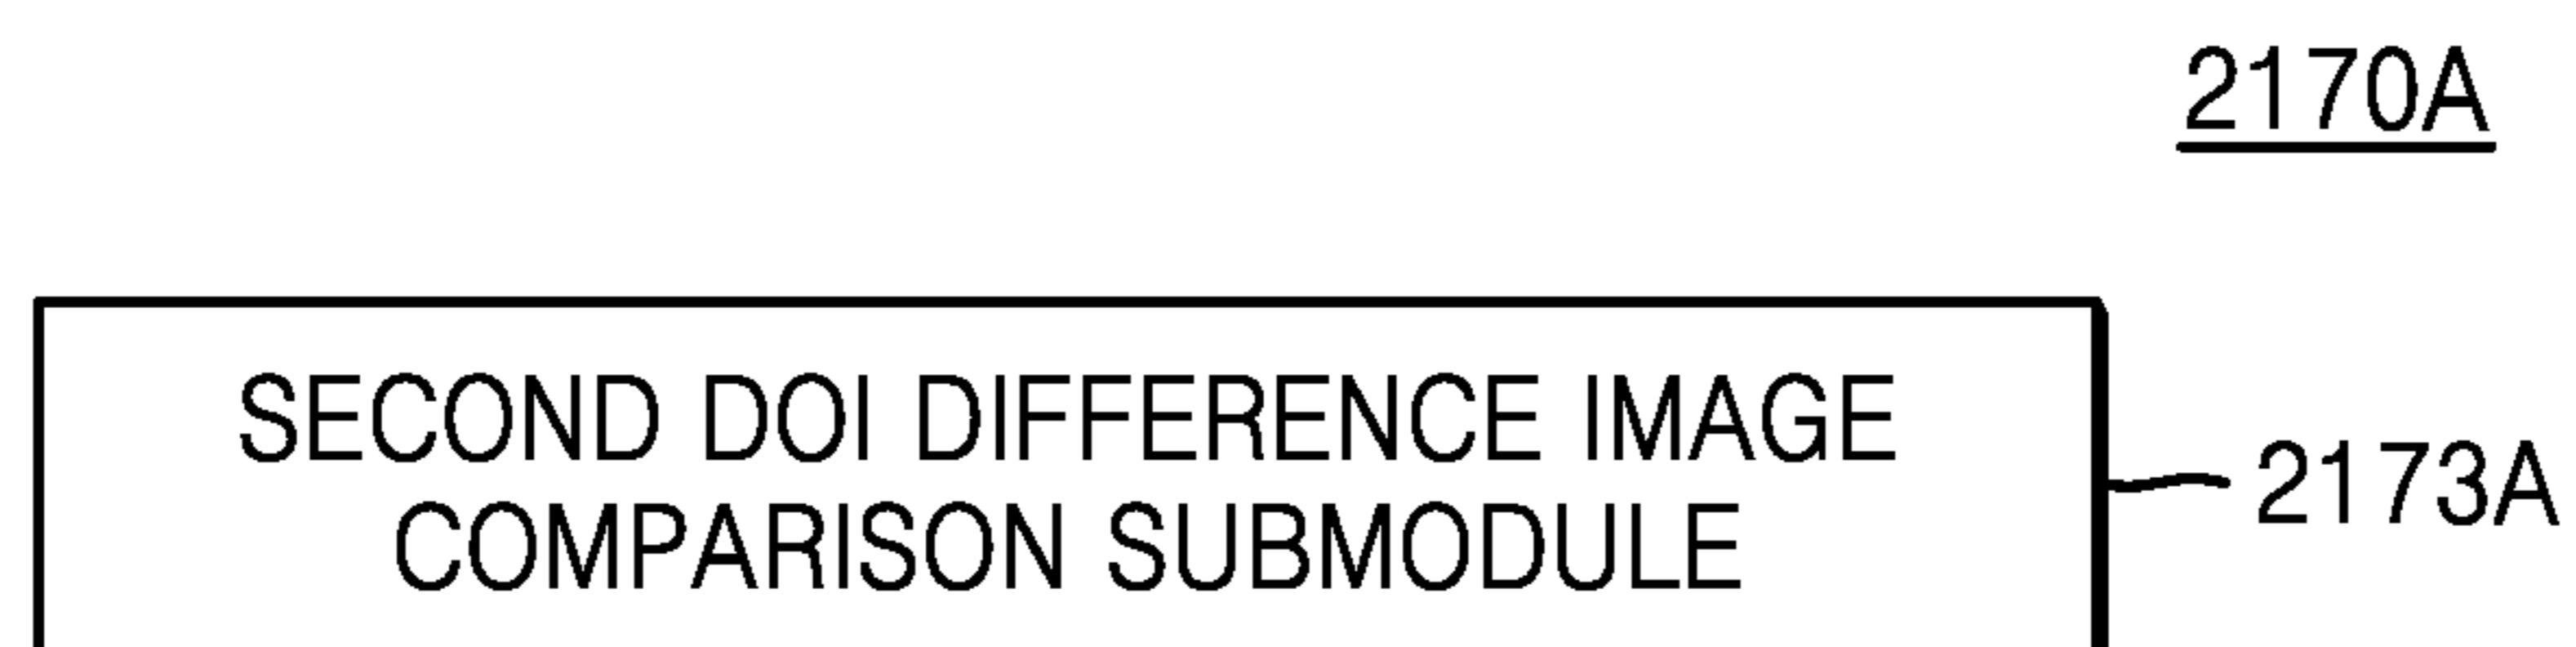 2170A
SECOND DOI DIFFERENCE IMAGE
COMPARISON SUBMODULE
2173A